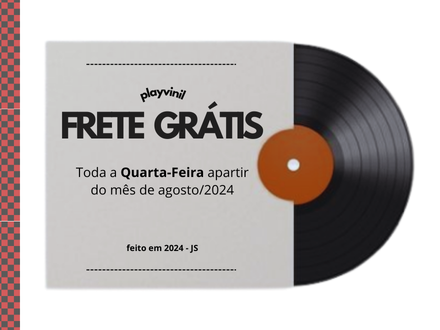 playvinil
FRETE GRÁTIS
Toda a Quarta-Feira apartir
do mês de agosto/2024
feito em 2024 - JS